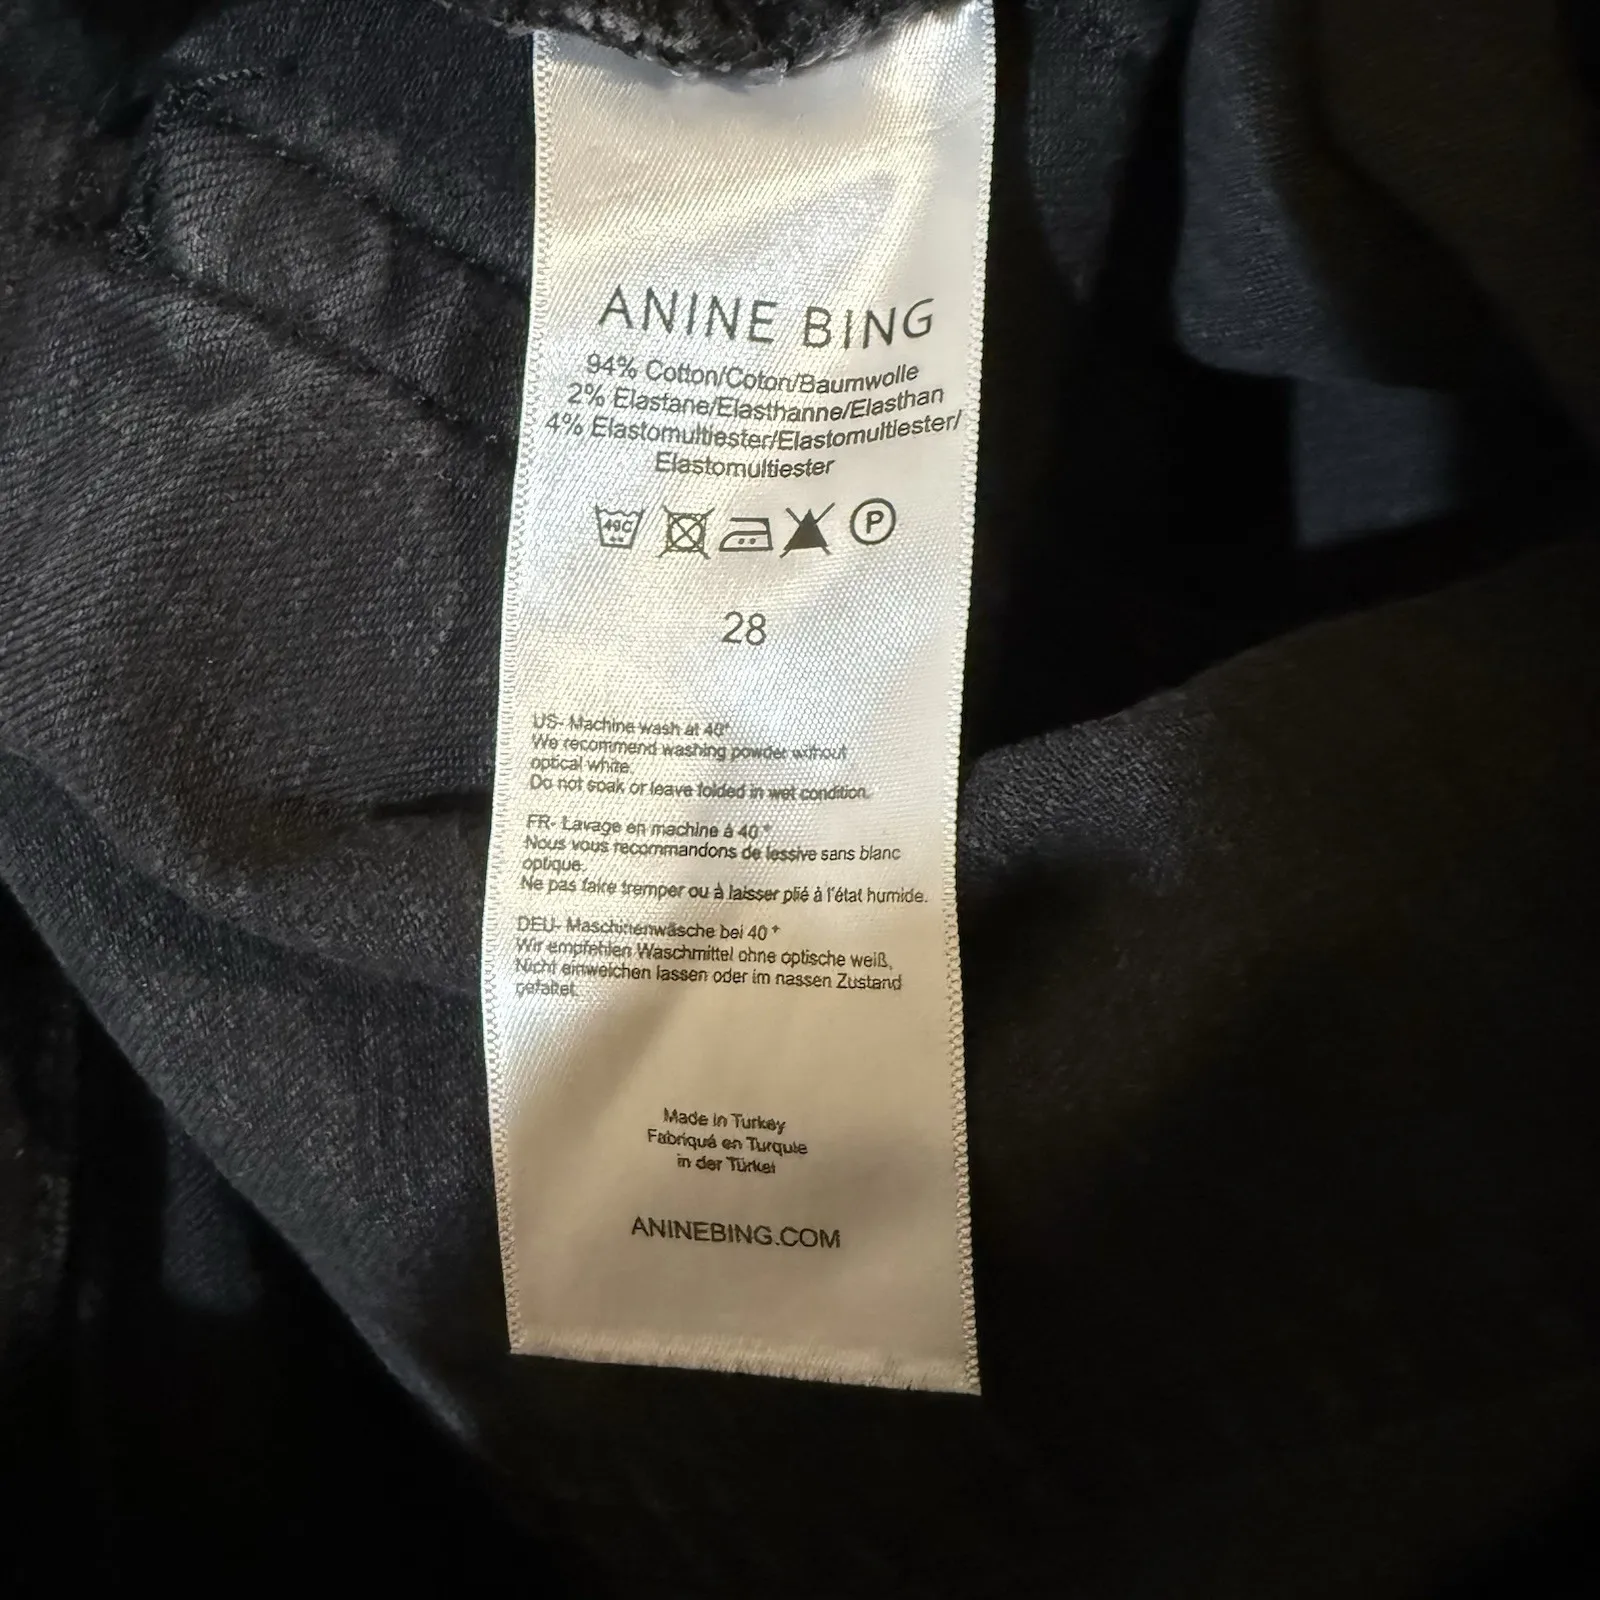 ANINE BING
94% Cotton/Coton/Baumwolle
2% Elastane/Elasthanne/Elasthan
4% Elastomultiester/Elastomultiester/
Elastomultiester
40C P
28
US- Machine wash at 40°
We recommend washing powder without
optical white.
Do not soak or leave folded in wet condition.
FR- Lavage en machine à 40 °
Nous vous recommandons de lessive sans blanc
optique.
Ne pas faire tremper ou à laisser plié à l'état humide.
DEU- Maschinenwäsche bei 40 °
Wir empfehlen Waschmittel ohne optische weiß,
Nicht einweichen lassen oder im nassen Zustand
gefaltet.
Made in Turkey
Fabriqué en Turquie
in der Türkei
ANINEBING.COM